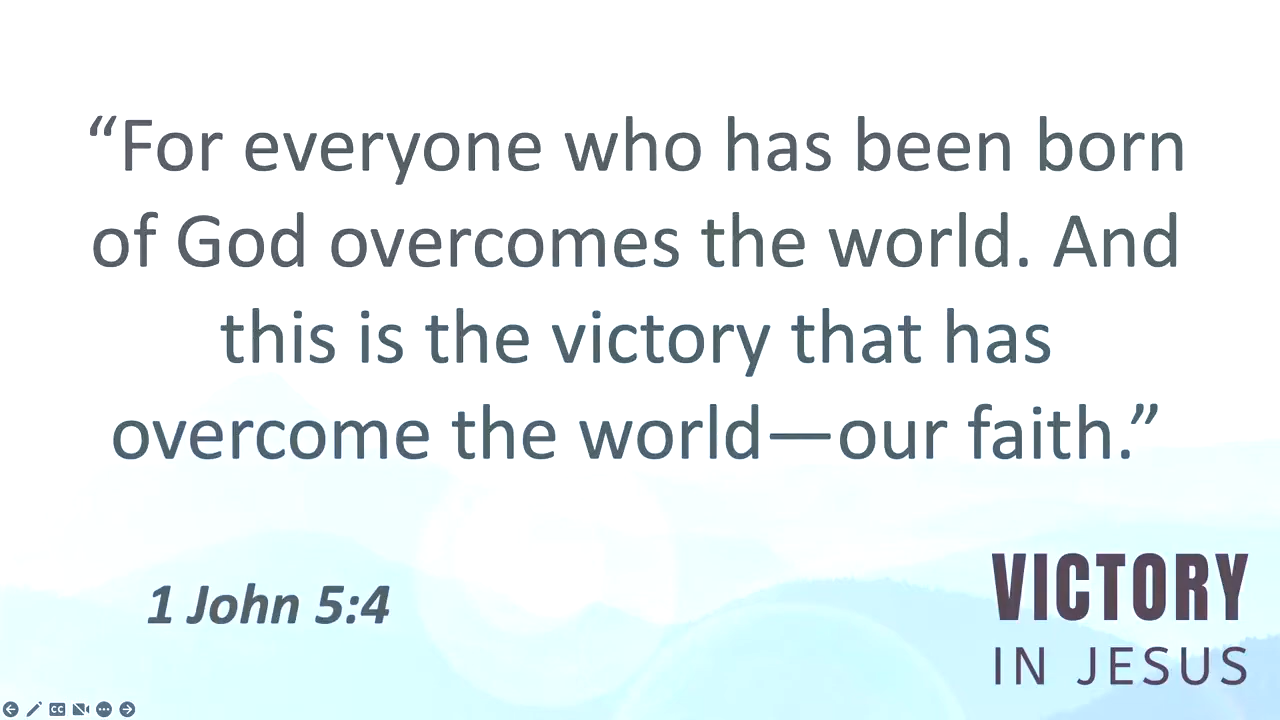 “For everyone who has been born
of God overcomes the world. And
this is the victory that has
overcome the world—our faith.”
1 John 5:4
VICTORY
IN JESUS
CC